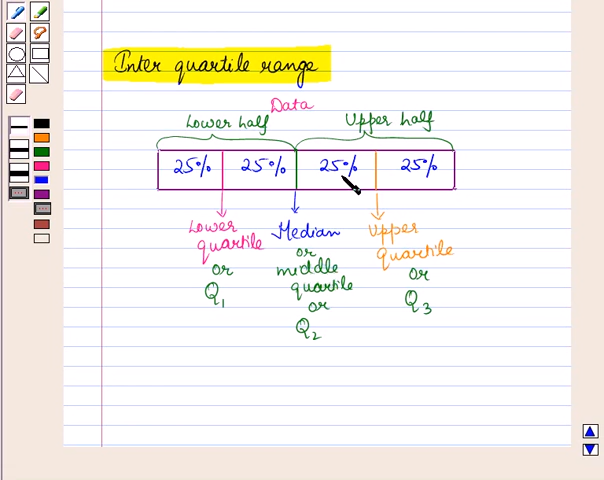 Inter quartile range
Data
Lower half Upper half
25% 25% 25% 25%
Lower quartile or Q1
Median or middle quartile or Q2
Upper quartile or Q3